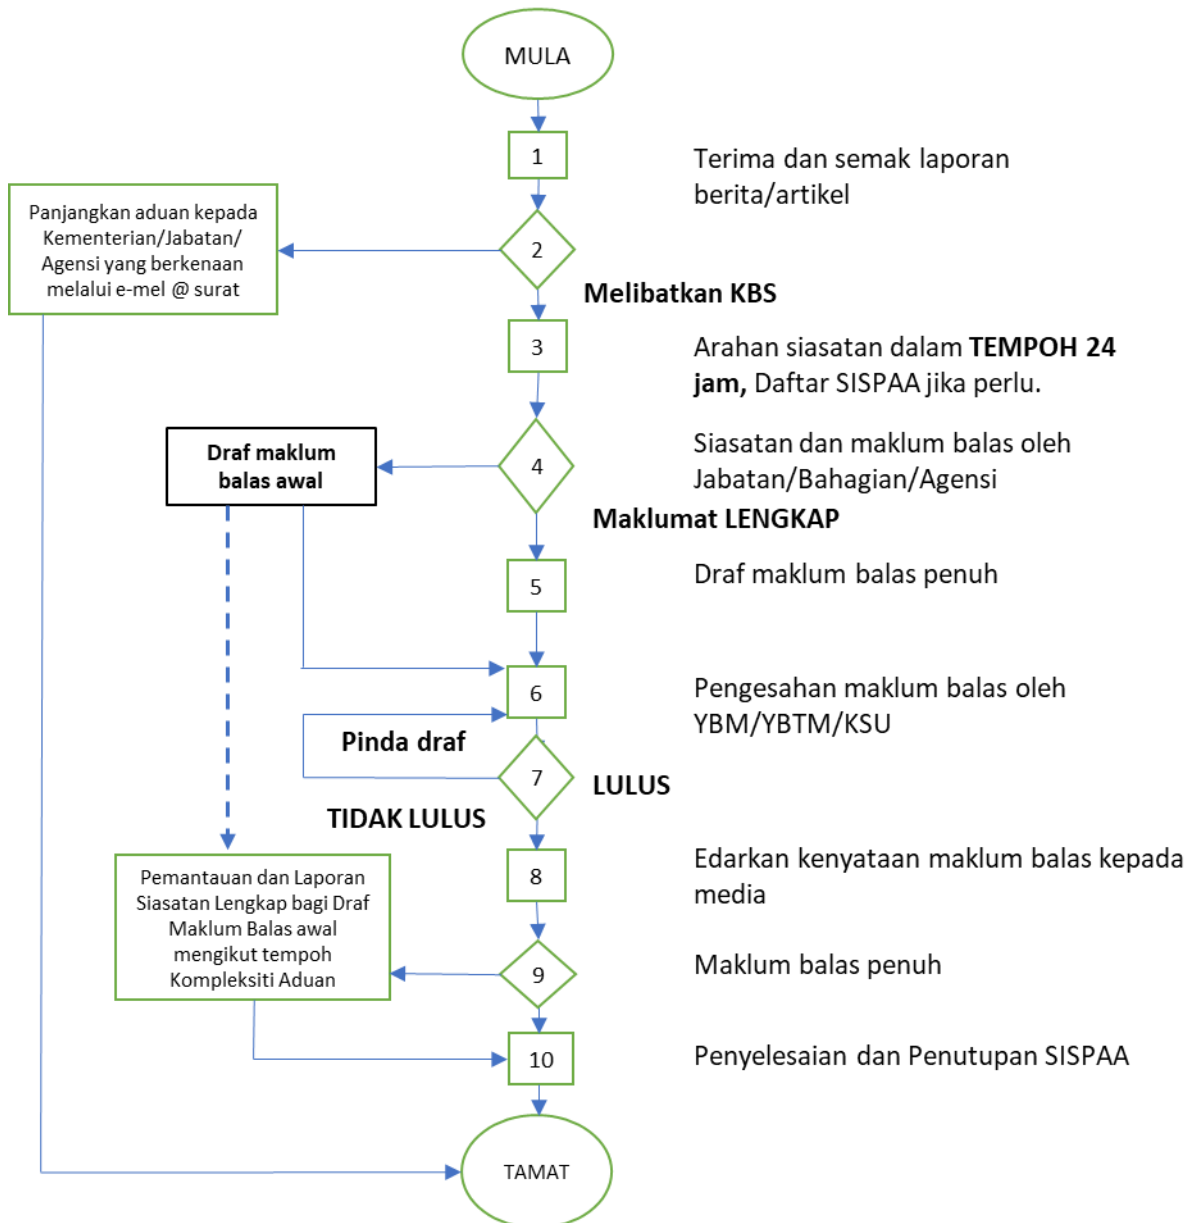 MULA
1
Terima dan semak laporan
berita/artikel
Panjangkan aduan kepada
Kementerian/Jabatan/
Agensi yang berkenaan
melalui e-mel @ surat
2
Melibatkan KBS
3
Arahan siasatan dalam TEMPOH 24
jam, Daftar SISPAA jika perlu.
Draf maklum
balas awal
4
Siasatan dan maklum balas oleh
Jabatan/Bahagian/Agensi
Maklumat LENGKAP
5
Draf maklum balas penuh
6
Pengesahan maklum balas oleh
YBM/YBTM/KSU
Pinda draf
7
LULUS
TIDAK LULUS
8
Edarkan kenyataan maklum balas kepada
media
Pemantauan dan Laporan
Siasatan Lengkap bagi Draf
Maklum Balas awal
mengikut tempoh
Kompleksiti Aduan
9
Maklum balas penuh
10
Penyelesaian dan Penutupan SISPAA
TAMAT